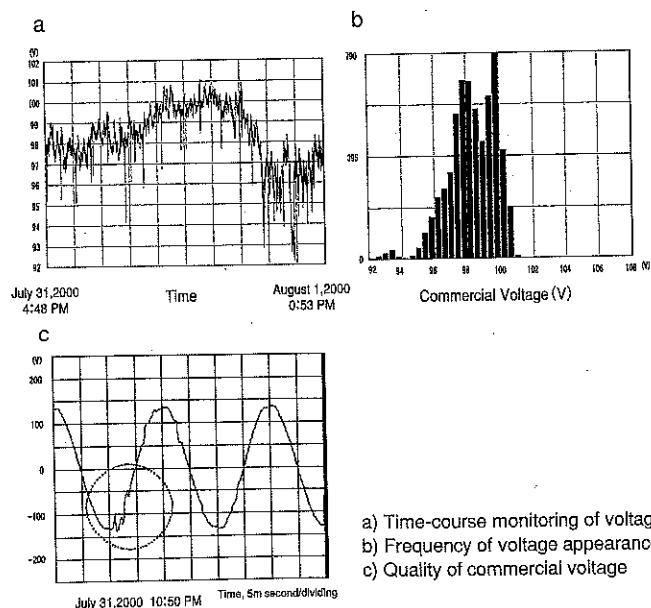 a
(V)
102
101
100
99
98
97
96
95
94
93
92
July 31,2000
4:48 PM
Time
August 1,2000
0:53 PM
b
790
395
0
92 94 96 98 100 102 104 106 108 (V)
Commercial Voltage (V)
c
(V)
200
100
0
-100
-200
July 31,2000 10:50 PM
Time, 5m second/dividing
a) Time-course monitoring of voltag
b) Frequency of voltage appearance
c) Quality of commercial voltage